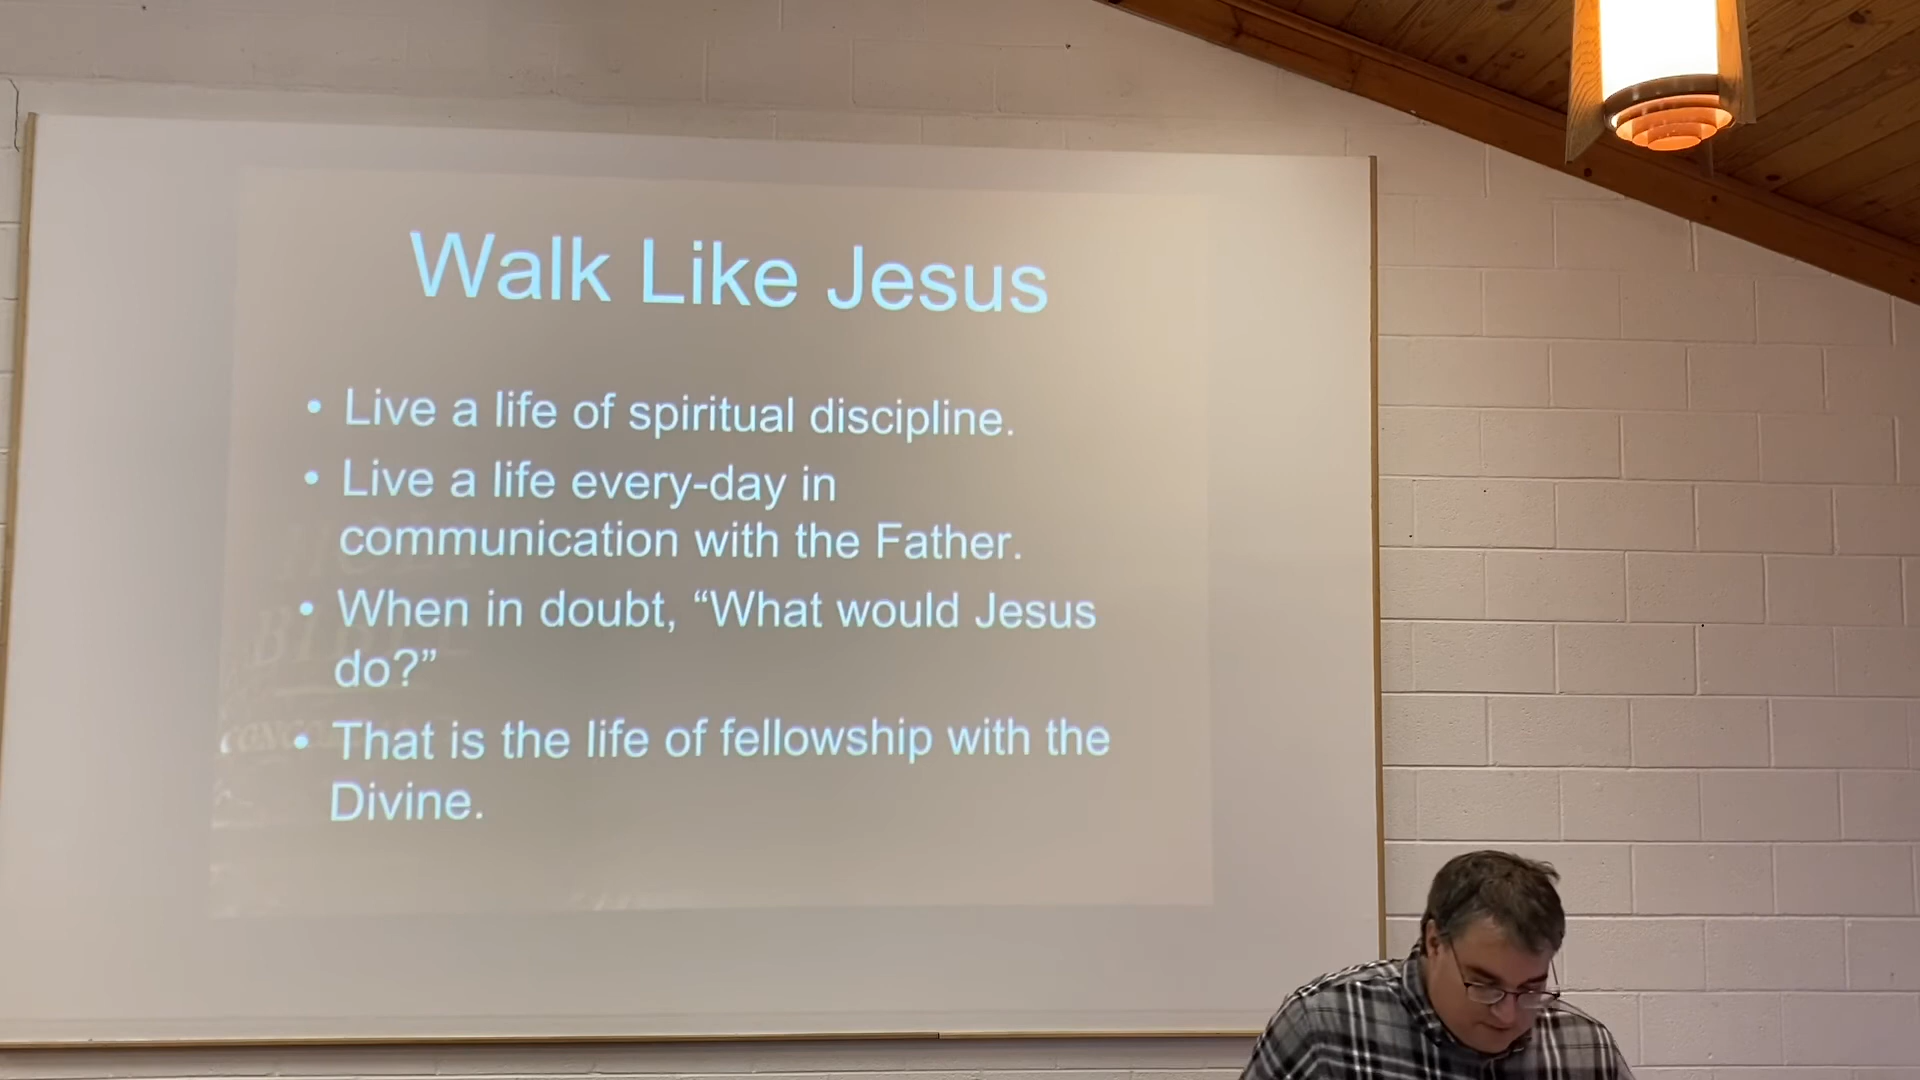 Walk Like Jesus
• Live a life of spiritual discipline.
• Live a life every-day in
communication with the Father.
• When in doubt, “What would Jesus
do?”
• That is the life of fellowship with the
Divine.